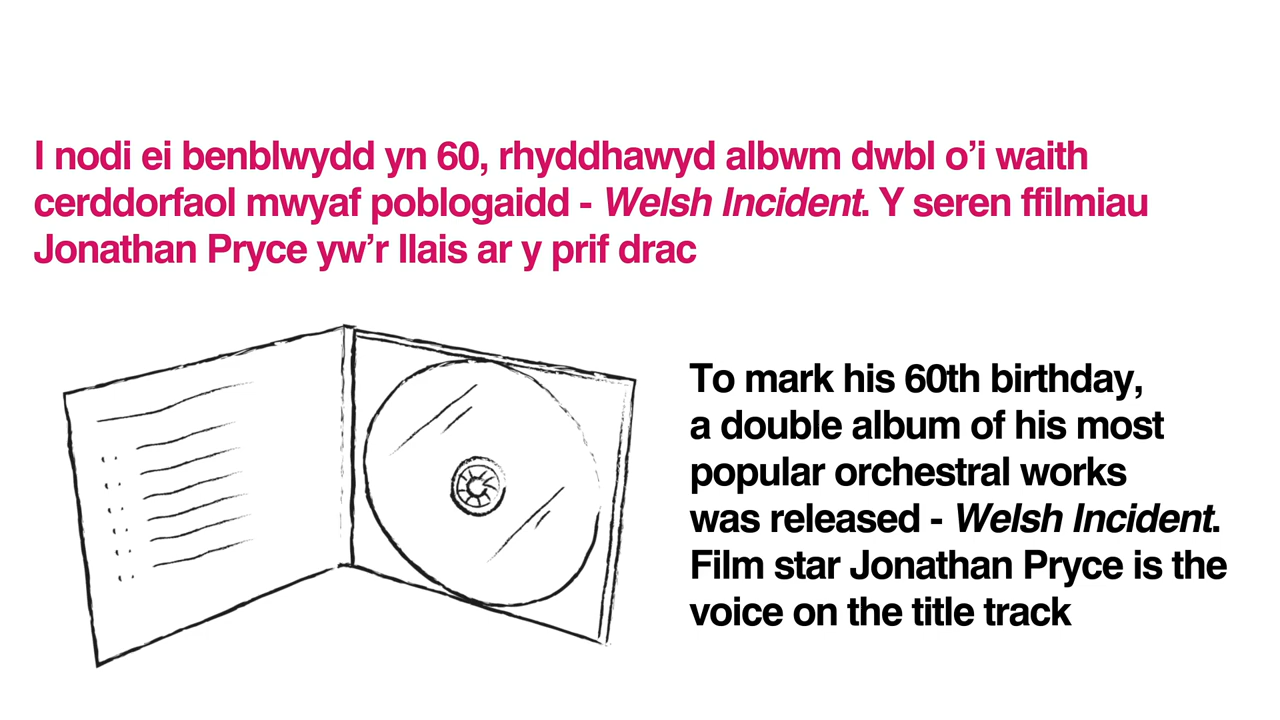 I nodi ei benblwydd yn 60, rhyddhawyd albwm dwbl o’i waith
cerddorfaol mwyaf poblogaidd - Welsh Incident. Y seren ffilmiau
Jonathan Pryce yw’r llais ar y prif drac
To mark his 60th birthday,
a double album of his most
popular orchestral works
was released - Welsh Incident.
Film star Jonathan Pryce is the
voice on the title track